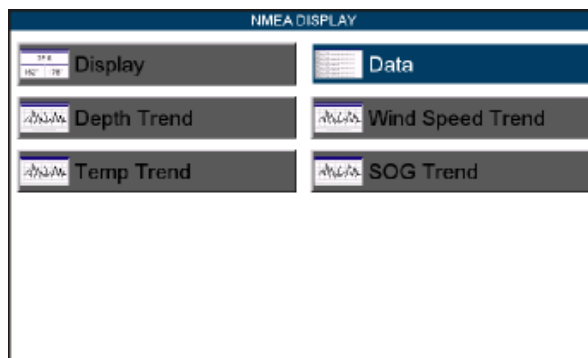 NMEA DISPLAY
Display
Data
Depth Trend
Wind Speed Trend
Temp Trend
SOG Trend